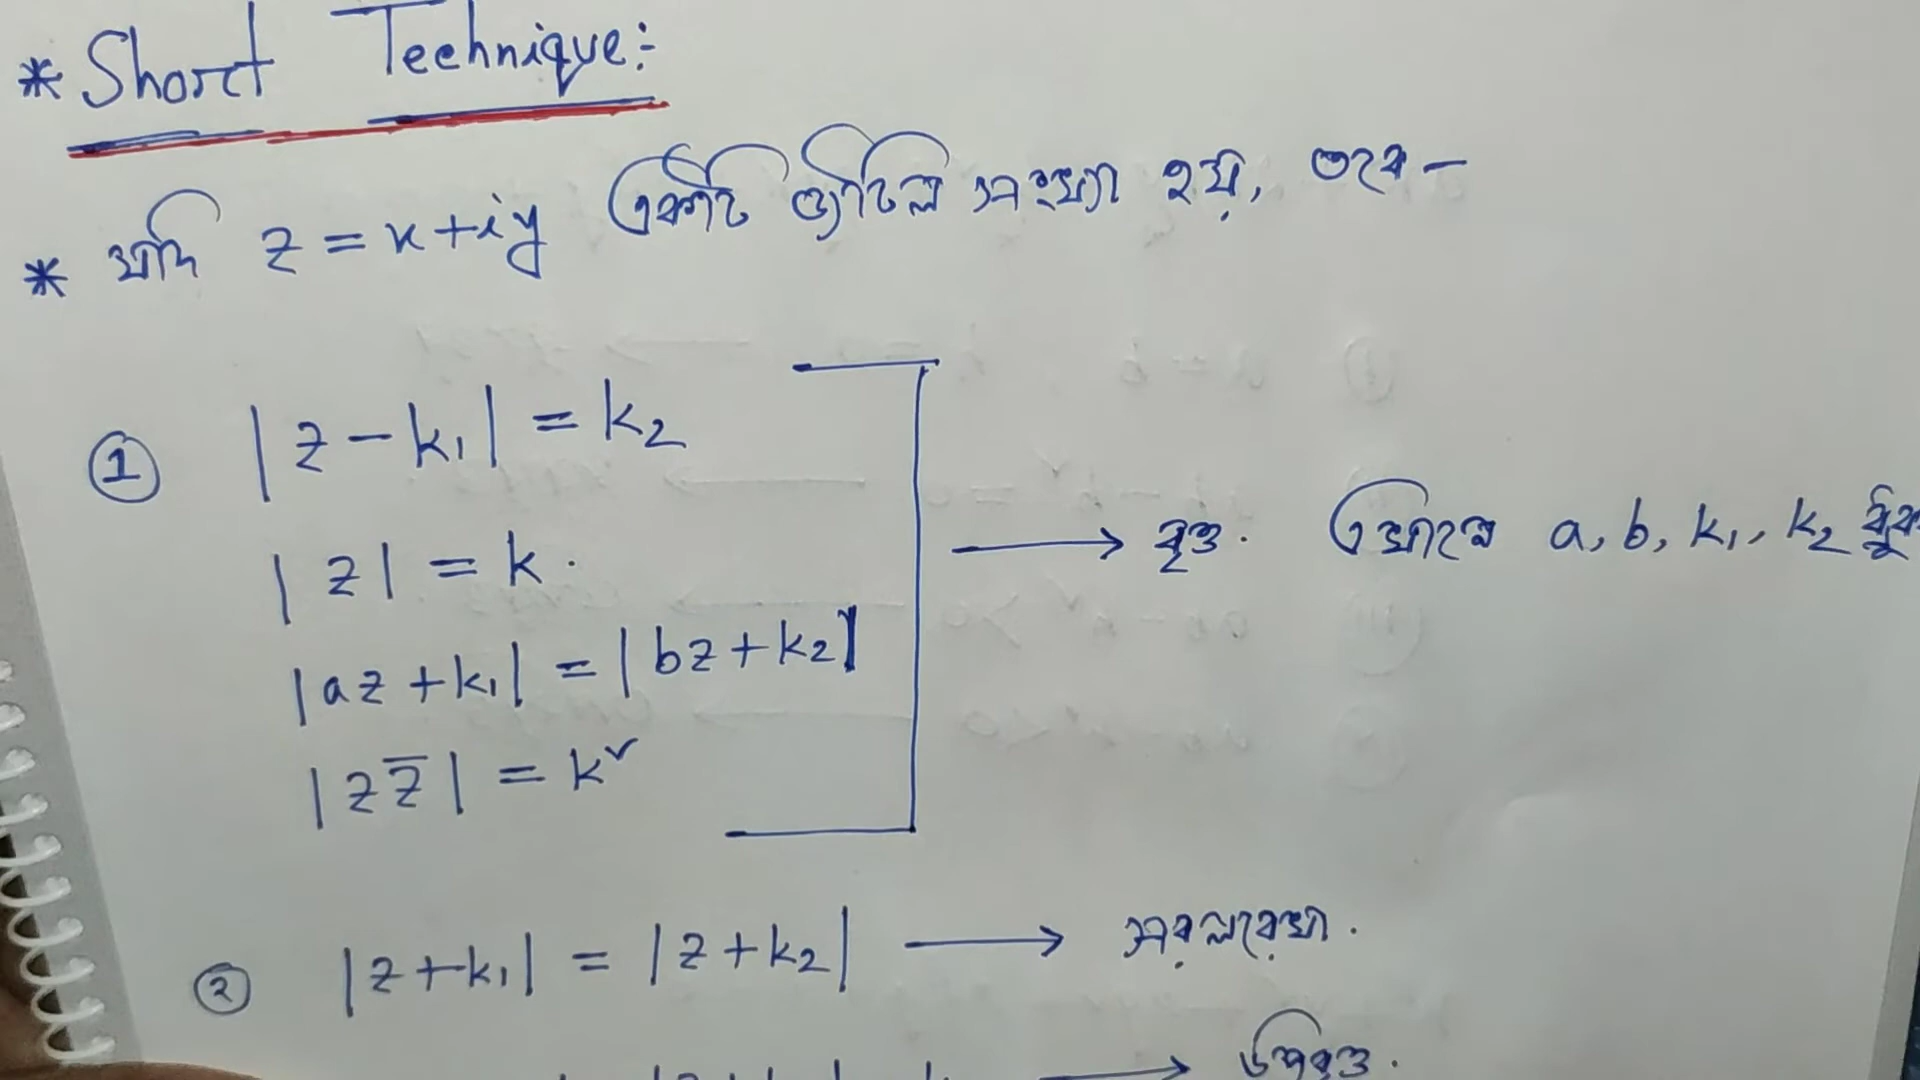 * Short Technique:-
* যদি z = x+iy একটি জটিল সংখ্যা হয়, তবে -
① |z - k₁| = k₂
|z| = k.
→ বৃত্ত. এখানে a, b, k₁, k₂ ধ্রুবক
|az + k₁| = |bz + k₂|
|z z̅| = k²
② |z + k₁| = |z + k₂| → সরলরেখা.
→ উপবৃত্ত.